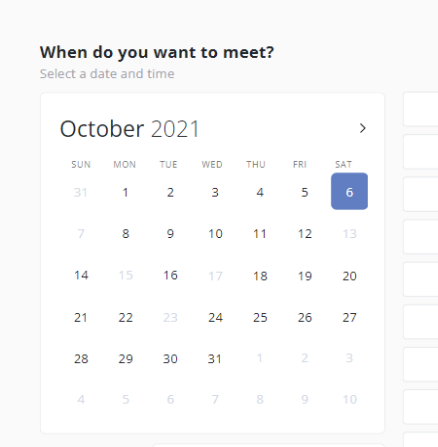 When do you want to meet?
Select a date and time
October 2021
SUN MON TUE WED THU FRI SAT
31 1 2 3 4 5 6
7 8 9 10 11 12 13
14 15 16 17 18 19 20
21 22 23 24 25 26 27
28 29 30 31 1 2 3
4 5 6 7 8 9 10